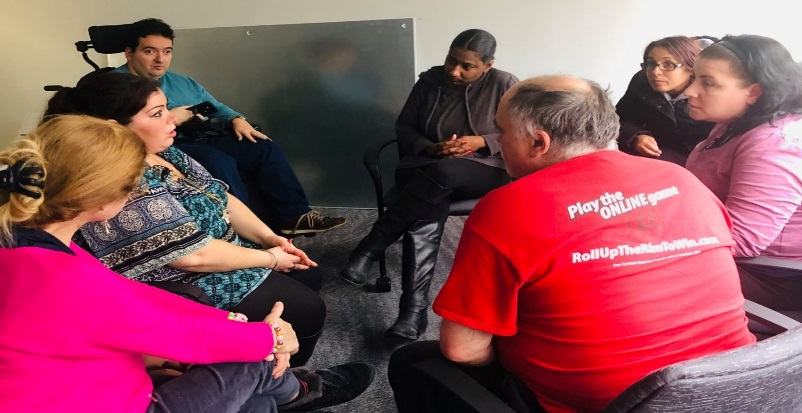 Play the
ONLINE game
RollUpTheRimToWin.com